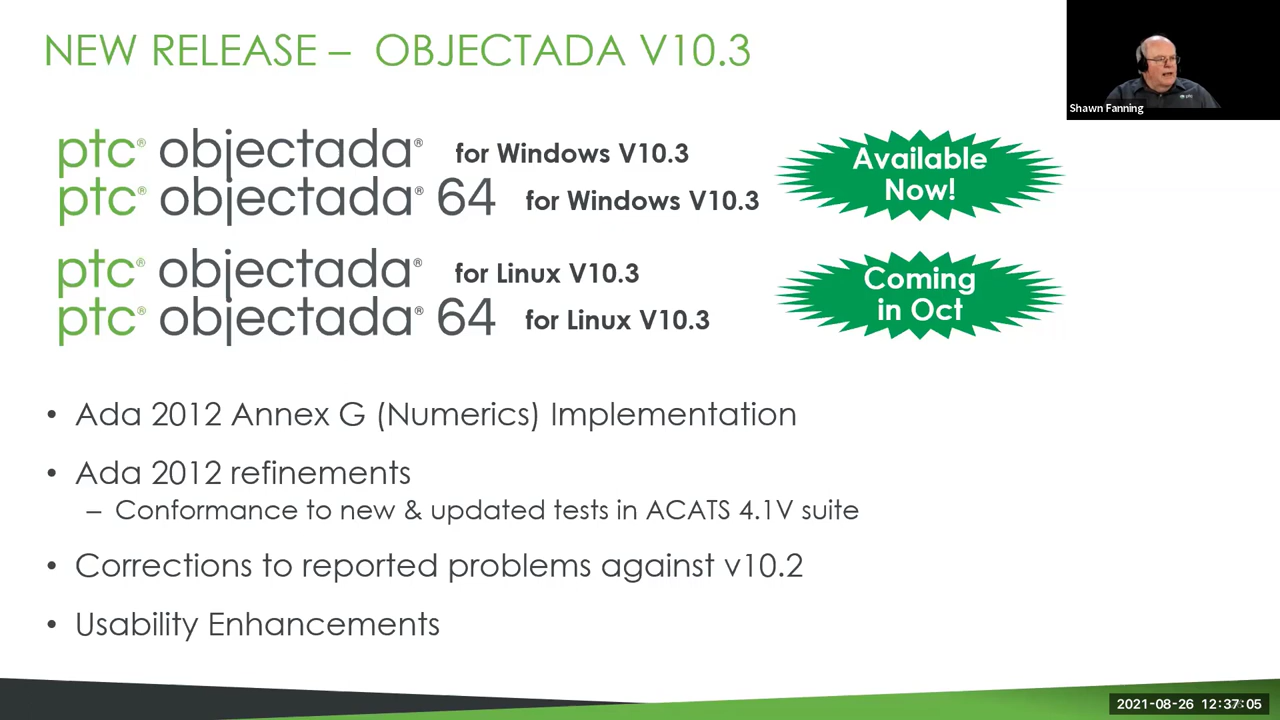 NEW RELEASE – OBJECTADA V10.3
Shawn Fanning
ptc® objectada® for Windows V10.3
ptc® objectada® 64 for Windows V10.3
Available
Now!
ptc® objectada® for Linux V10.3
ptc® objectada® 64 for Linux V10.3
Coming
in Oct
• Ada 2012 Annex G (Numerics) Implementation
• Ada 2012 refinements
– Conformance to new & updated tests in ACATS 4.1V suite
• Corrections to reported problems against v10.2
• Usability Enhancements
2021-08-26 12:37:05